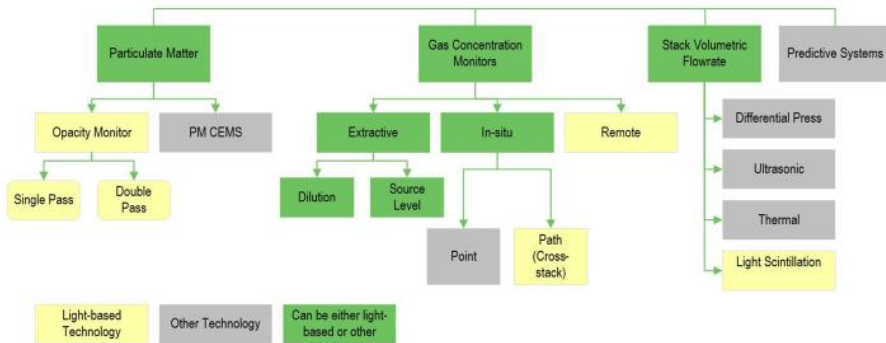 Particulate Matter
Gas Concentration
Monitors
Stack Volumetric
Flowrate
Predictive Systems
Opacity Monitor
PM CEMS
Extractive
In-situ
Remote
Differential Press
Single Pass
Double
Pass
Dilution
Source
Level
Ultrasonic
Point
Path
(Cross-
stack)
Thermal
Light Scintillation
Light-based
Technology
Other Technology
Can be either light-
based or other